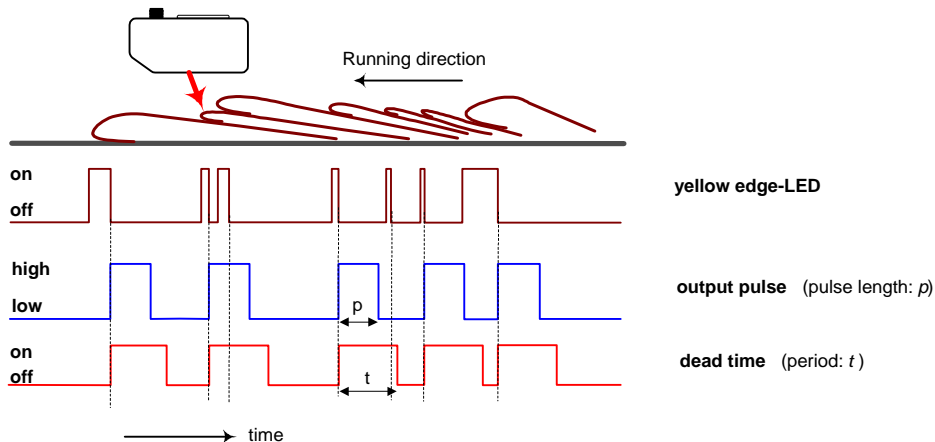 Running direction
on
off
yellow edge-LED
high
low
p
output pulse (pulse length: p)
on
off
t
dead time (period: t )
time